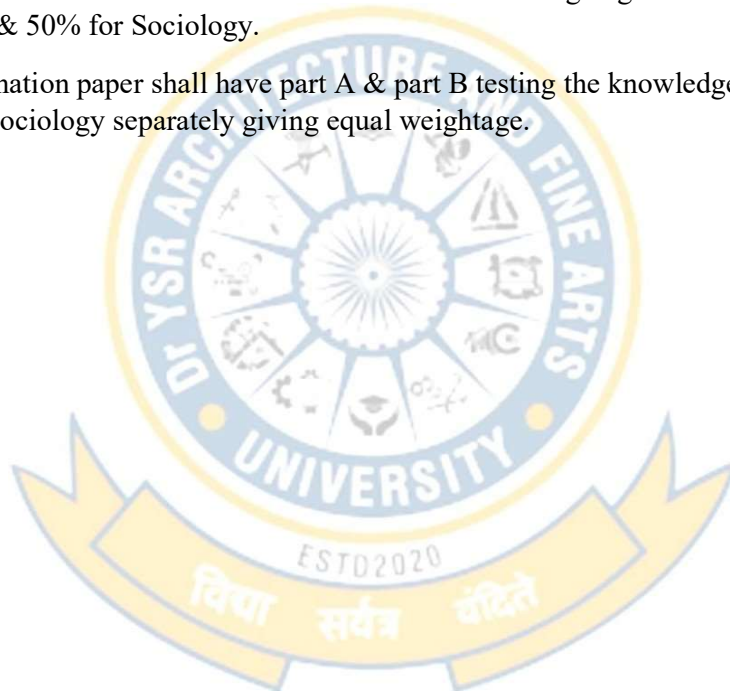 & 50% for Sociology.
nation paper shall have part A & part B testing the knowledge
ociology separately giving equal weightage.
Dr YSR ARCHITECTURE AND FINE ARTS
UNIVERSITY
ESTD2020
विद्या सर्वत्र वंदिते